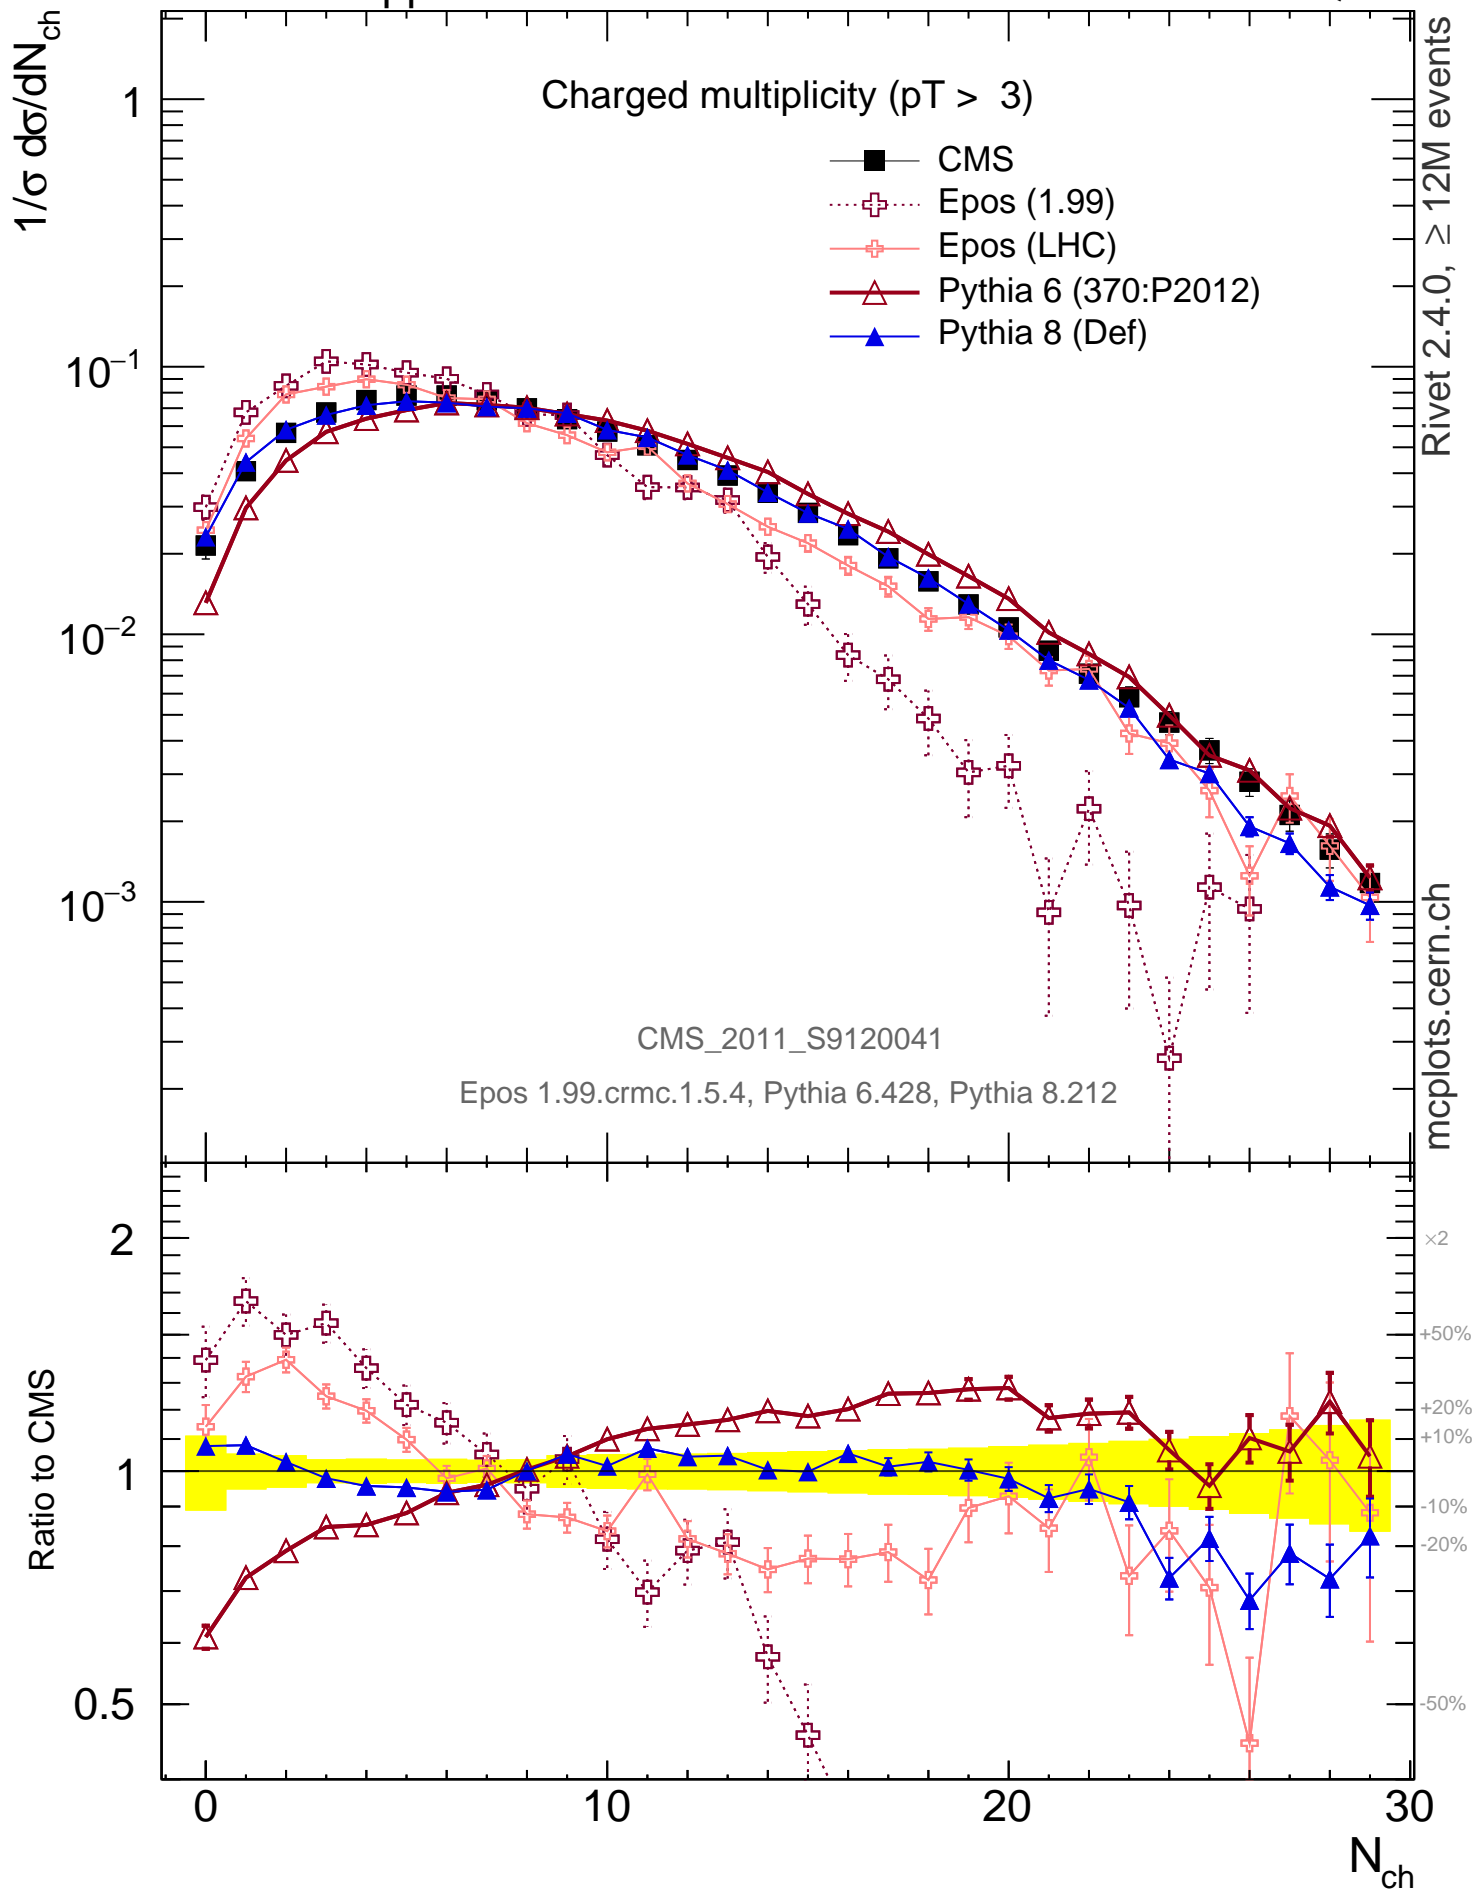 1/σ dσ/dN_ch
Charged multiplicity (pT > 3)
CMS
Epos (1.99)
Epos (LHC)
Pythia 6 (370:P2012)
Pythia 8 (Def)
1
10⁻¹
10⁻²
10⁻³
CMS_2011_S9120041
Epos 1.99.crmc.1.5.4, Pythia 6.428, Pythia 8.212
Rivet 2.4.0, ≥ 12M events
mcplots.cern.ch
Ratio to CMS
2
1
0.5
×2
+50%
+20%
+10%
-10%
-20%
-50%
0
10
20
30
N_ch